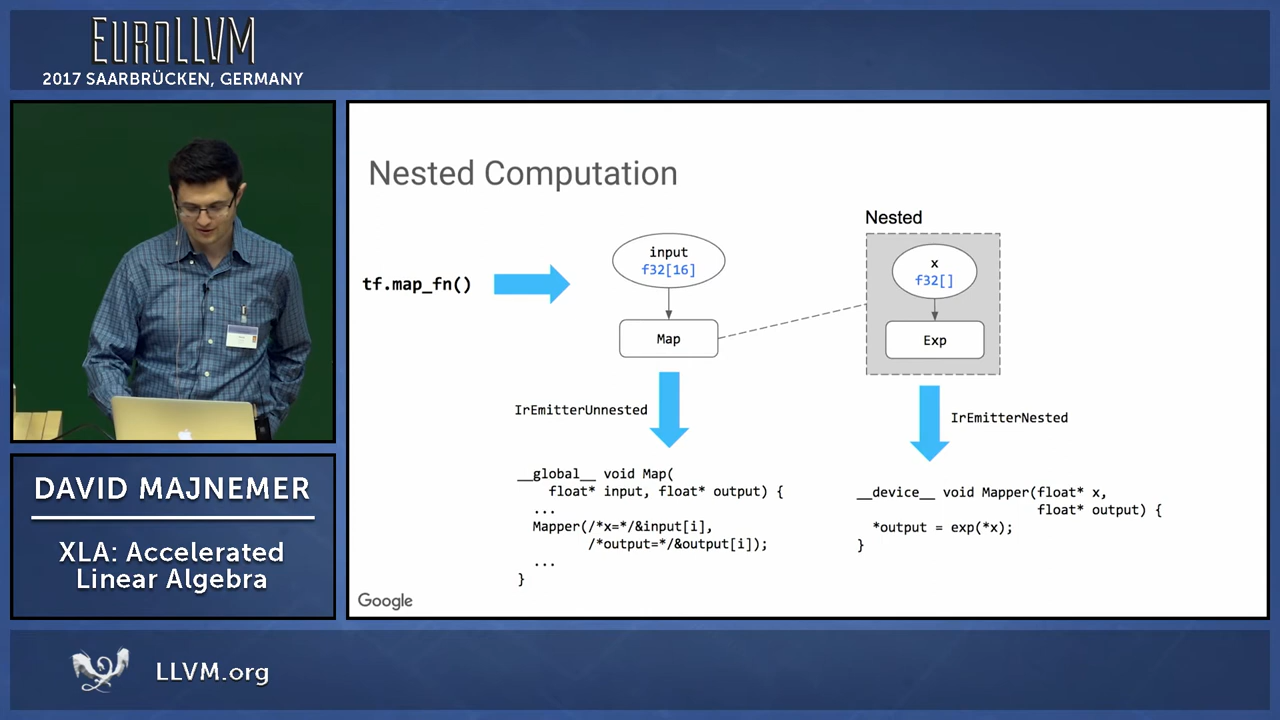 EUROLLVM
2017 SAARBRÜCKEN, GERMANY
Nested Computation
tf.map_fn()
input
f32[16]
Map
Nested
x
f32[]
Exp
IrEmitterUnnested
IrEmitterNested
__global__ void Map(
float* input, float* output) {
...
Mapper(/*x=*/&input[i],
/*output=*/&output[i]);
...
}
__device__ void Mapper(float* x,
float* output) {
*output = exp(*x);
}
Google
DAVID MAJNEMER
XLA: Accelerated
Linear Algebra
LLVM.org